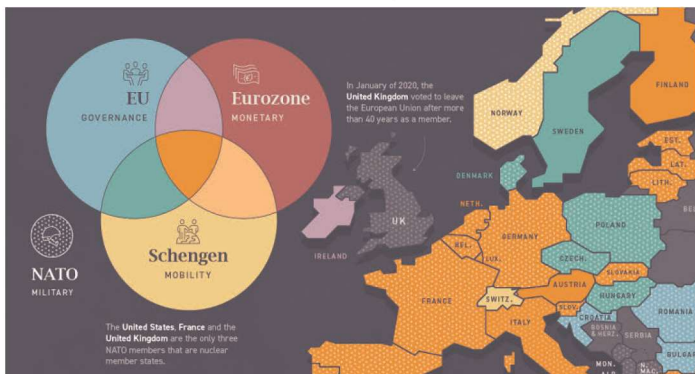 EU
GOVERNANCE
Eurozone
MONETARY
Schengen
MOBILITY
NATO
MILITARY
The United States, France and the
United Kingdom are the only three
NATO members that are nuclear
member states.
In January of 2020, the
United Kingdom voted to leave
the European Union after more
than 40 years as a member.
NORWAY
SWEDEN
FINLAND
EST.
LAT.
LITH.
DENMARK
UK
IRELAND
NETH.
BEL.
LUX.
GERMANY
POLAND
BEL
CZECH.
SLOVAKIA
FRANCE
SWITZ.
AUSTRIA
HUNGARY
SLOV.
CROATIA
ROMANIA
ITALY
BOSNIA
& HERZ.
SERBIA
BULGAR
MON.
N.
MAC.